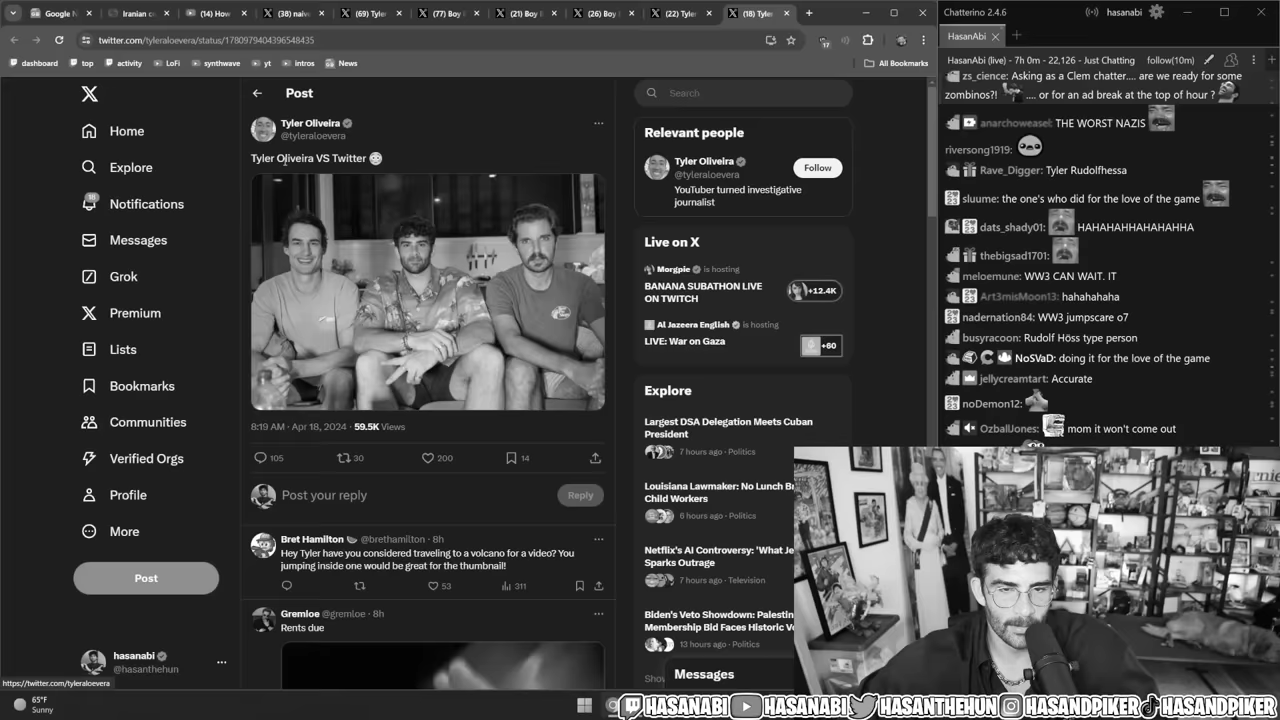 Google N
Iranian c
(14) How
(38) naiv
(69) Tyler
(77) Boy
(21) Boy
(26) Boy
(22) Tyler
(18) Tyler
twitter.com/tyleraloevera/status/1780979404396548435
17
dashboard
top
activity
LoFi
synthwave
yt
intros
News
All Bookmarks
Home
Explore
Notifications
18
Messages
Grok
Premium
Lists
Bookmarks
Communities
Verified Orgs
Profile
More
Post
hasanabi
@hasanthehun
https://twitter.com/tyleraloevera
65°F
Sunny
Post
Tyler Oliveira
@tyleraloevera
Tyler Oliveira VS Twitter
8:19 AM · Apr 18, 2024 · 59.5K Views
105
30
200
14
Post your reply
Reply
Bret Hamilton @brethamilton · 8h
Hey Tyler have you considered traveling to a volcano for a video? You
jumping inside one would be great for the thumbnail!
53
311
Gremloe @gremloe · 8h
Rents due
Search
Relevant people
Tyler Oliveira
@tyleraloevera
Follow
YouTuber turned investigative
journalist
Live on X
Morgpie is hosting
BANANA SUBATHON LIVE
ON TWITCH
+12.4K
Al Jazeera English is hosting
LIVE: War on Gaza
+60
Explore
Largest DSA Delegation Meets Cuban
President
7 hours ago · Politics
Louisiana Lawmaker: No Lunch B
Child Workers
6 hours ago · Politics
Netflix's AI Controversy: 'What Je
Sparks Outrage
7 hours ago · Television
Biden's Veto Showdown: Palestin
Membership Bid Faces Historic V
13 hours ago · Politics
Show
Messages
Chatterino 2.4.6
hasanabi
HasanAbi
HasanAbi (live) - 7h 0m - 22,126 - Just Chatting
follow(10m)
zs_cience: Asking as a Clem chatter.... are we ready for some
zombinos?! .... or for an ad break at the top of hour ?
anarchoweasel: THE WORST NAZIS
riversong1919:
Rave_Digger: Tyler Rudolfhessa
sluume: the one's who did for the love of the game
dats_shady01: HAHAHAHHAHAHAHHA
thebigsad1701:
meloemune: WW3 CAN WAIT. IT
Art3misMoon13: hahahahaha
nadernation84: WW3 jumpscare o7
busyracoon: Rudolf Höss type person
NoSVaD: doing it for the love of the game
jellycreamtart: Accurate
noDemon12:
OzballJones: mom it won't come out
HASANABI
HASANABI
HASANTHEHUN
HASANDPIKER
HASANDPIKER